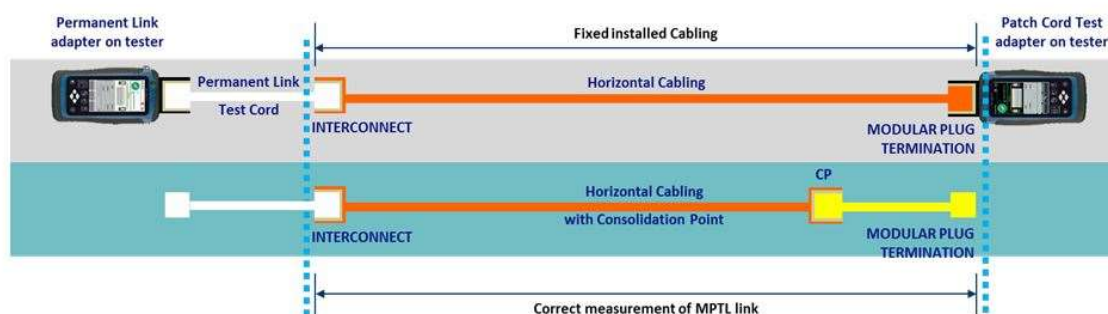 Permanent Link
adapter on tester
Fixed installed Cabling
Patch Cord Test
adapter on tester
Permanent Link
Test Cord
Horizontal Cabling
INTERCONNECT
MODULAR PLUG
TERMINATION
CP
Horizontal Cabling
with Consolidation Point
INTERCONNECT
MODULAR PLUG
TERMINATION
Correct measurement of MPTL link